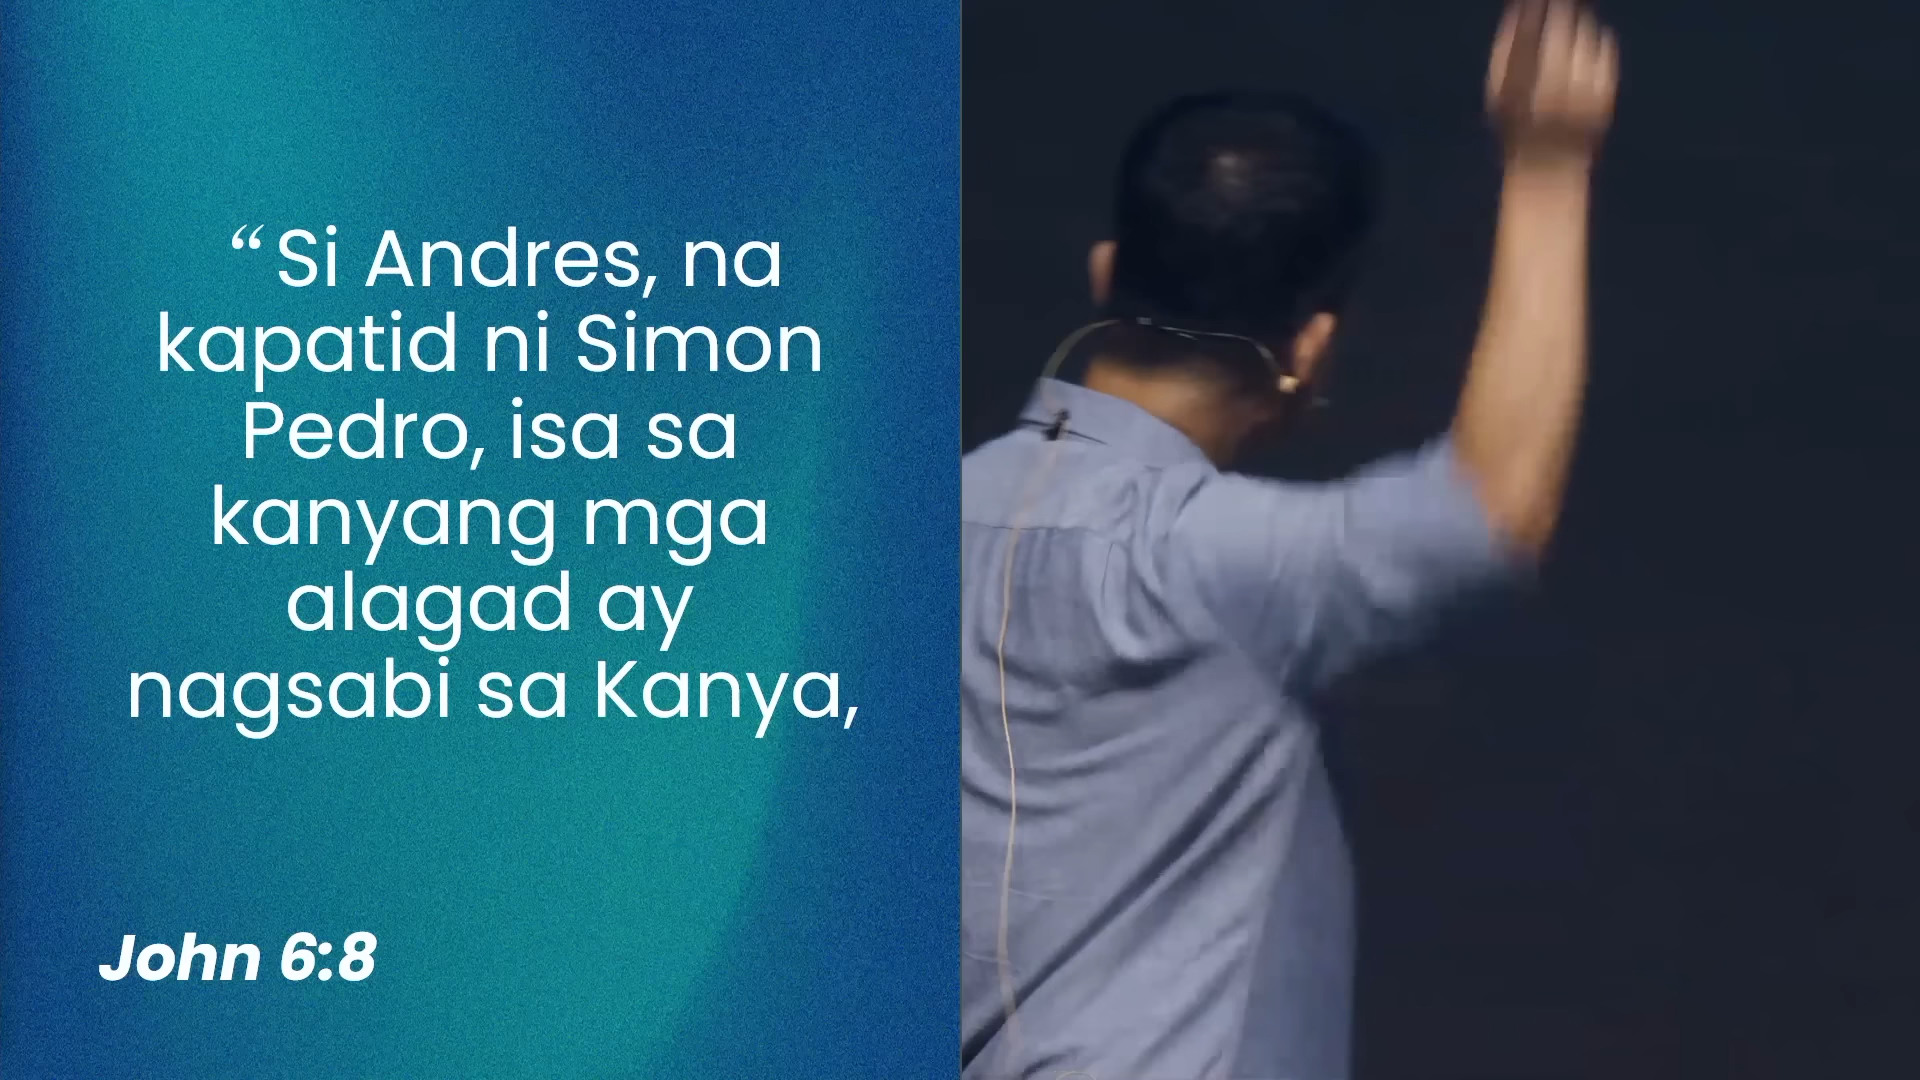 “Si Andres, na
kapatid ni Simon
Pedro, isa sa
kanyang mga
alagad ay
nagsabi sa Kanya,
John 6:8